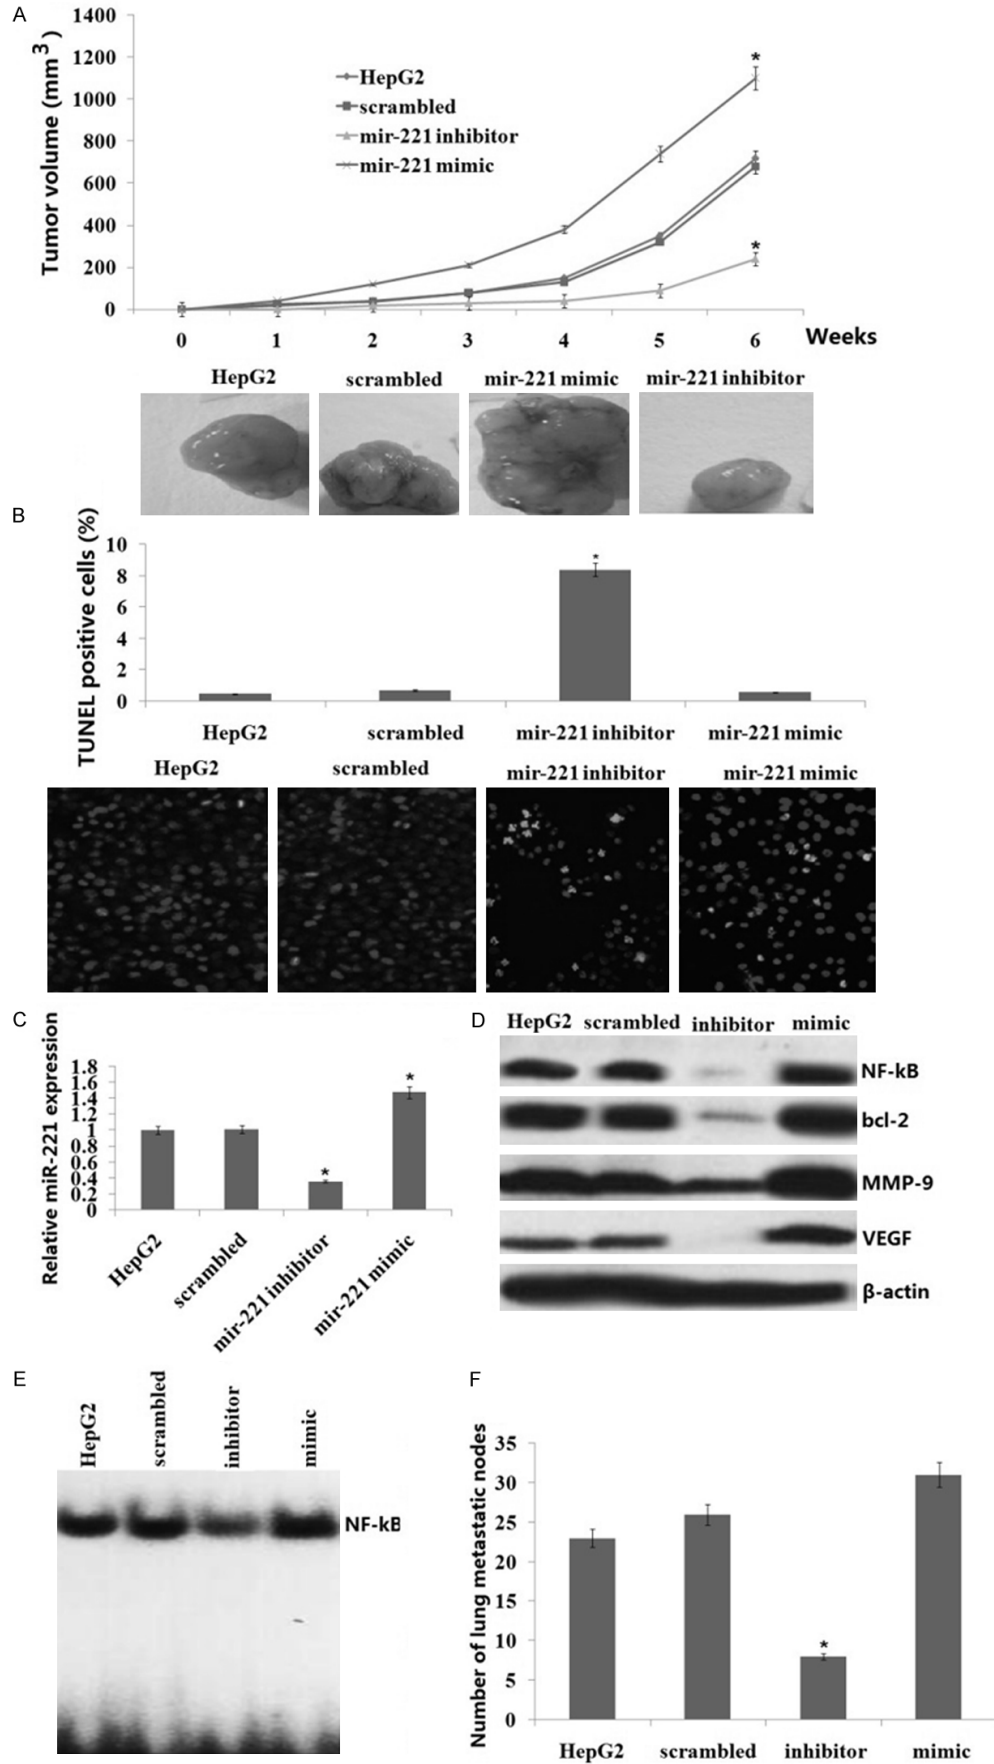 A
Tumor volume (mm3)
1400
1200
1000
800
600
400
200
0
HepG2
scrambled
mir-221 inhibitor
mir-221 mimic
*
*
0 1 2 3 4 5 6 Weeks
HepG2 scrambled mir-221 mimic mir-221 inhibitor
B
TUNEL positive cells (%)
10
8
6
4
2
0
*
HepG2 scrambled mir-221 inhibitor mir-221 mimic
HepG2 scrambled mir-221 inhibitor mir-221 mimic
C
Relative miR-221 expression
1.8
1.6
1.4
1.2
1
0.8
0.6
0.4
0.2
0
*
*
HepG2
scrambled
mir-221 inhibitor
mir-221 mimic
D
HepG2 scrambled inhibitor mimic
NF-kB
bcl-2
MMP-9
VEGF
β-actin
E
HepG2
scrambled
inhibitor
mimic
NF-kB
F
Number of lung metastatic nodes
35
30
25
20
15
10
5
0
*
HepG2 scrambled inhibitor mimic